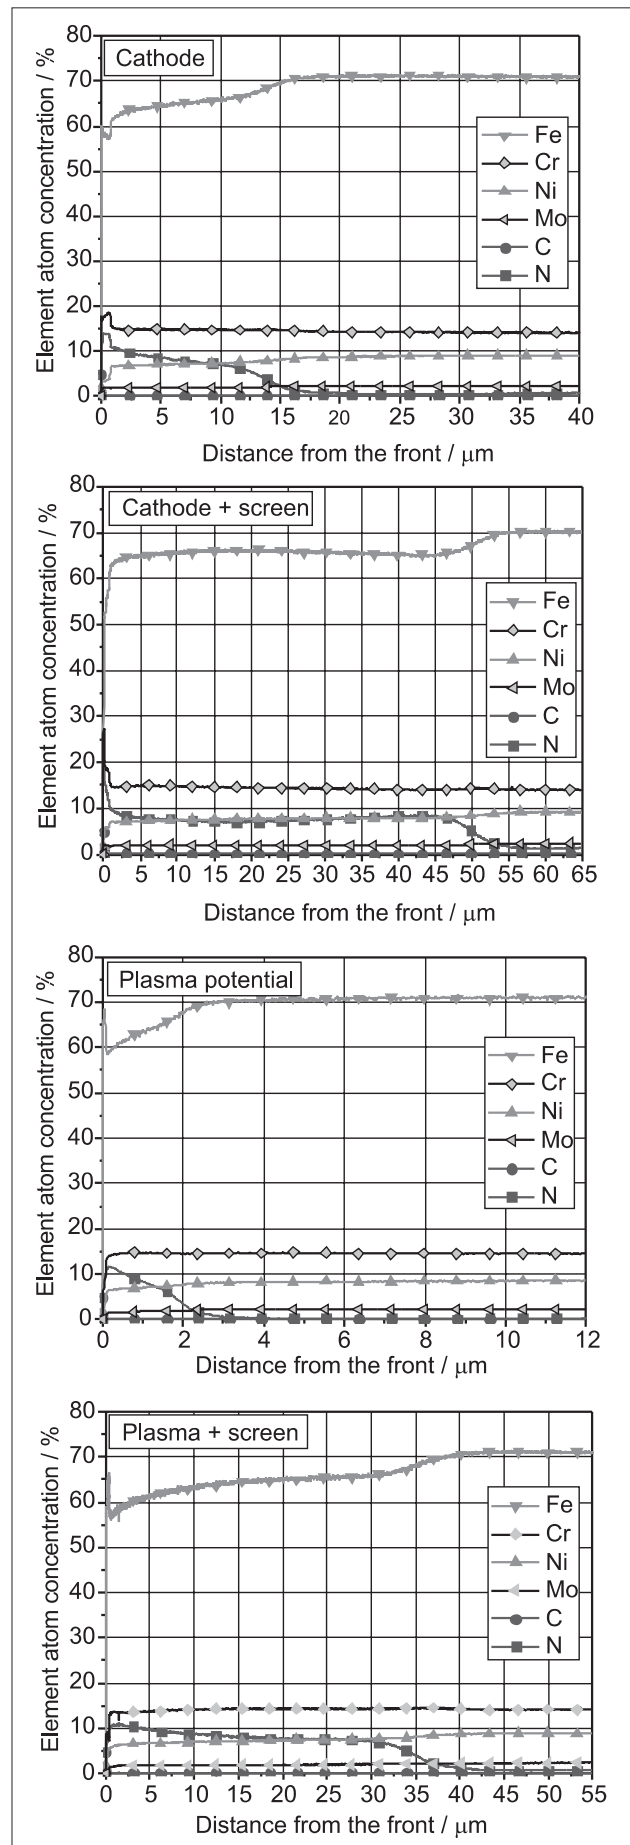 Cathode
Element atom concentration / %
80
70
60
50
40
30
20
10
0
Fe
Cr
Ni
Mo
C
N
0 5 10 15 20 25 30 35 40
Distance from the front / μm
Cathode + screen
Element atom concentration / %
80
70
60
50
40
30
20
10
0
Fe
Cr
Ni
Mo
C
N
0 5 10 15 20 25 30 35 40 45 50 55 60 65
Distance from the front / μm
Plasma potential
Element atom concentration / %
80
70
60
50
40
30
20
10
0
Fe
Cr
Ni
Mo
C
N
0 2 4 6 8 10 12
Distance from the front / μm
Plasma + screen
Element atom concentration / %
80
70
60
50
40
30
20
10
0
Fe
Cr
Ni
Mo
C
N
0 5 10 15 20 25 30 35 40 45 50 55
Distance from the front / μm